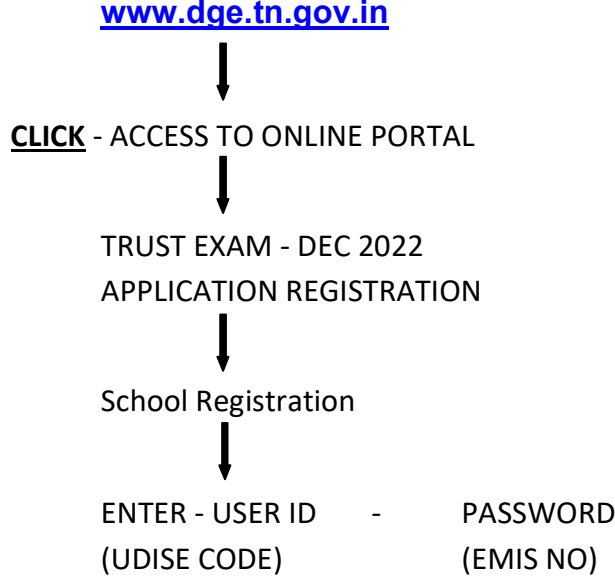 www.dge.tn.gov.in
CLICK - ACCESS TO ONLINE PORTAL
TRUST EXAM - DEC 2022
APPLICATION REGISTRATION
School Registration
ENTER - USER ID - PASSWORD
(UDISE CODE) (EMIS NO)